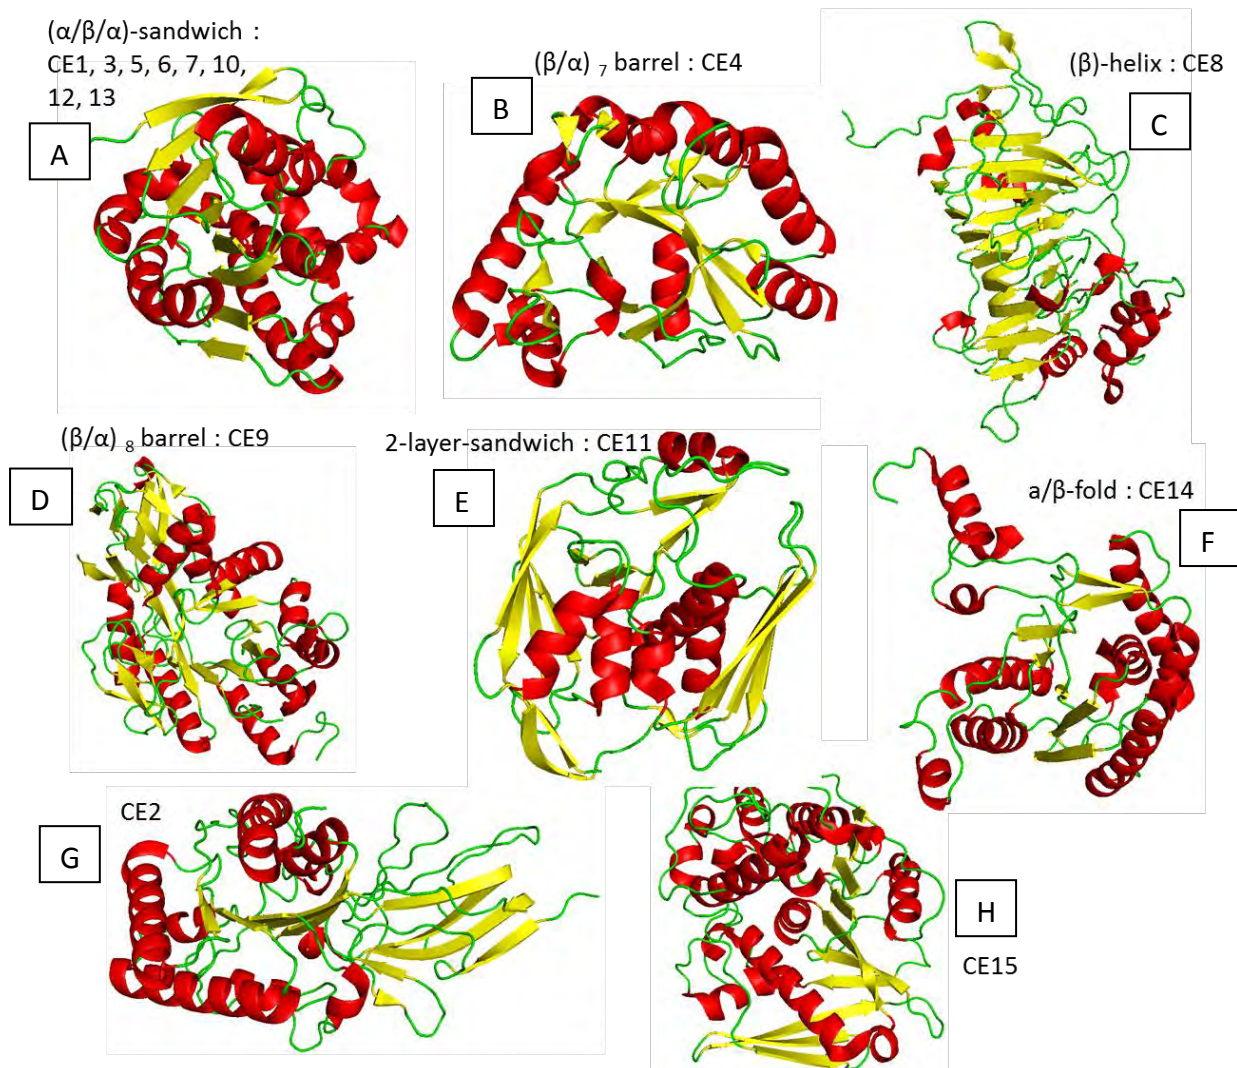 (α/β/α)-sandwich :
CE1, 3, 5, 6, 7, 10,
12, 13
A
(β/α) ₇ barrel : CE4
B
(β)-helix : CE8
C
(β/α) ₈ barrel : CE9
D
2-layer-sandwich : CE11
E
a/β-fold : CE14
F
CE2
G
H
CE15